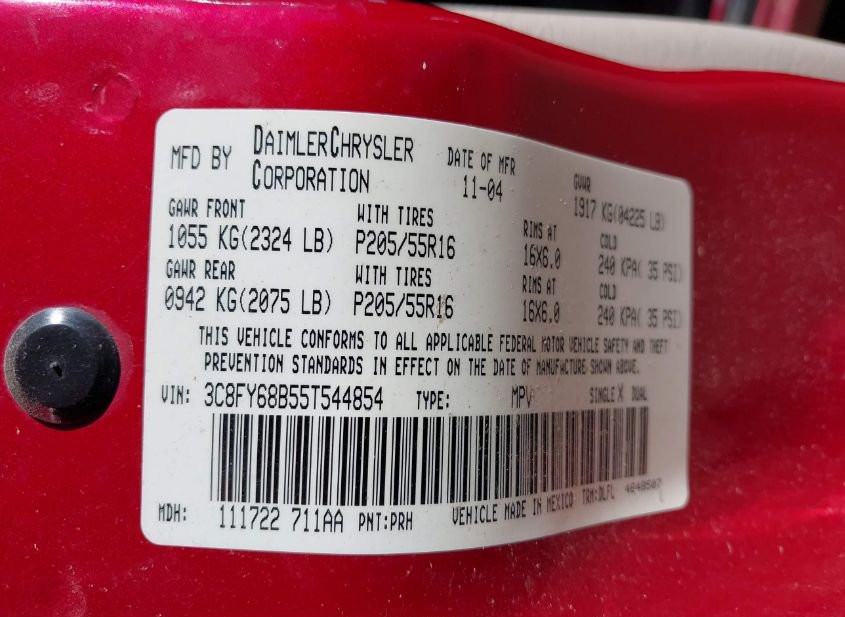 MFD BY DAIMLERCHRYSLER CORPORATION DATE OF MFR 11-04 GVWR 1917 KG(04225 LB)
GAWR FRONT WITH TIRES RIMS AT COLD
1055 KG(2324 LB) P205/55R16 16X6.0 240 KPA( 35 PSI)
GAWR REAR WITH TIRES RIMS AT COLD
0942 KG(2075 LB) P205/55R16 16X6.0 240 KPA( 35 PSI)
THIS VEHICLE CONFORMS TO ALL APPLICABLE FEDERAL MOTOR VEHICLE SAFETY AND THEFT
PREVENTION STANDARDS IN EFFECT ON THE DATE OF MANUFACTURE SHOWN ABOVE.
VIN: 3C8FY68B55T544854 TYPE: MPV SINGLE X DUAL
MDH: 111722 711AA PNT:PRH VEHICLE MADE IN MEXICO TRM:DLFL 4648507